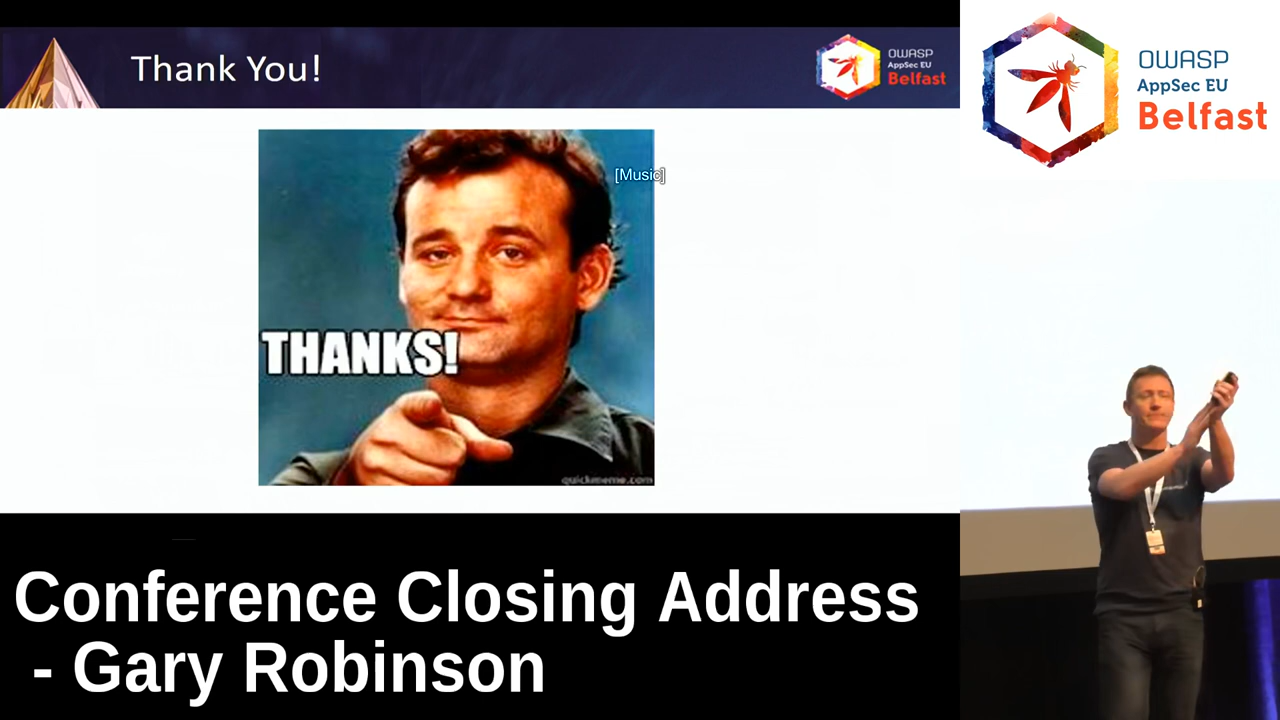 Thank You!
OWASP
AppSec EU
Belfast
OWASP
AppSec EU
Belfast
[Music]
THANKS!
quickmeme.com
Conference Closing Address
- Gary Robinson